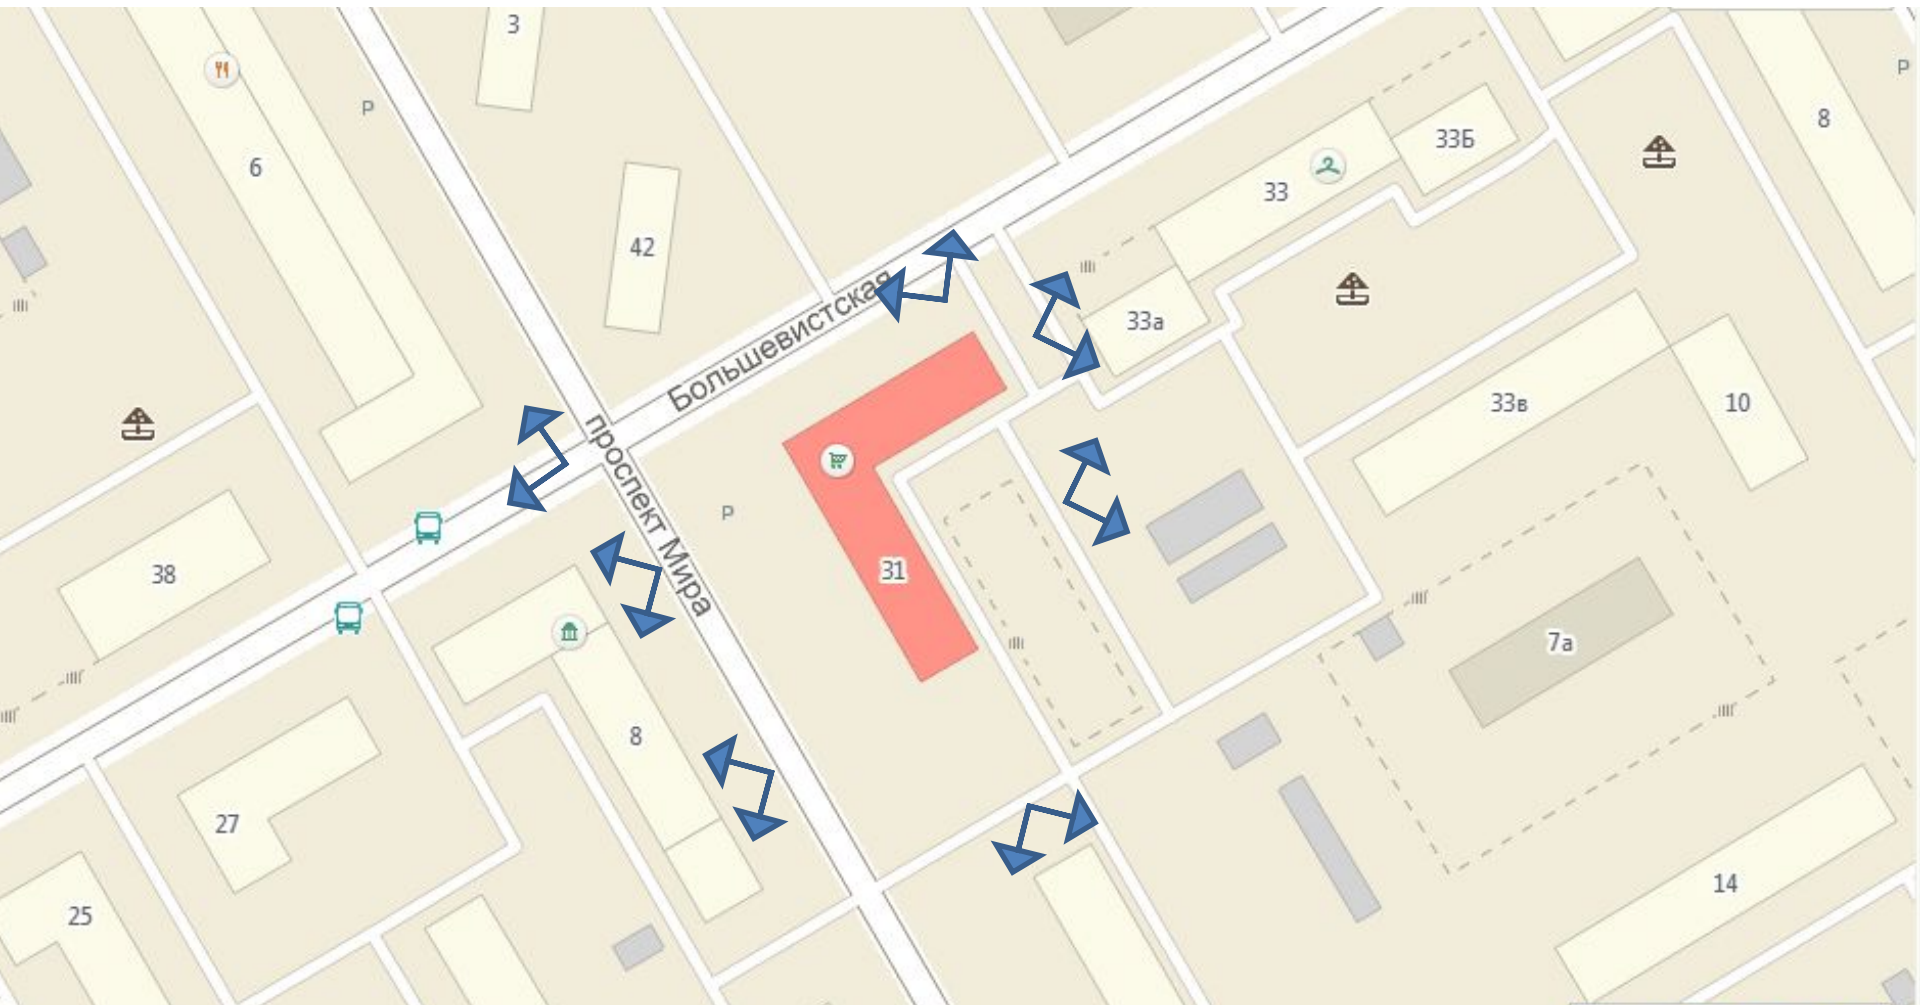 3
P
P
8
33Б
6
33
42
33а
Большевистская
33в
10
проспект Мира
P
31
38
7а
8
27
14
25